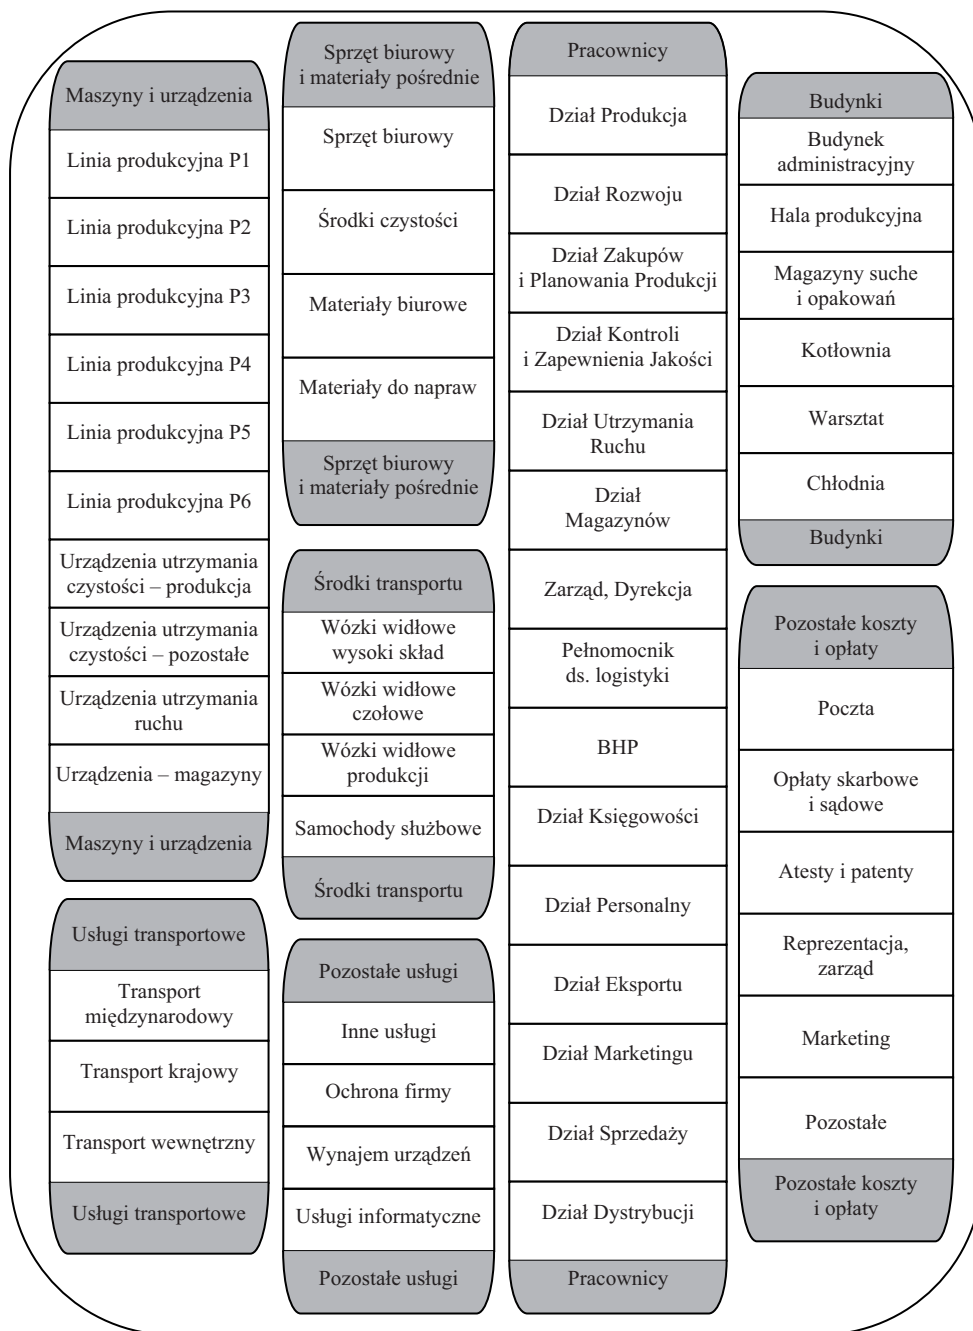 Maszyny i urządzenia
Linia produkcyjna P1
Linia produkcyjna P2
Linia produkcyjna P3
Linia produkcyjna P4
Linia produkcyjna P5
Linia produkcyjna P6
Urządzenia utrzymania
czystości – produkcja
Urządzenia utrzymania
czystości – pozostałe
Urządzenia utrzymania
ruchu
Urządzenia – magazyny
Maszyny i urządzenia
Usługi transportowe
Transport
międzynarodowy
Transport krajowy
Transport wewnętrzny
Usługi transportowe
Sprzęt biurowy
i materiały pośrednie
Sprzęt biurowy
Środki czystości
Materiały biurowe
Materiały do napraw
Sprzęt biurowy
i materiały pośrednie
Środki transportu
Wózki widłowe
wysoki skład
Wózki widłowe
czołowe
Wózki widłowe
produkcji
Samochody służbowe
Środki transportu
Pozostałe usługi
Inne usługi
Ochrona firmy
Wynajem urządzeń
Usługi informatyczne
Pozostałe usługi
Pracownicy
Dział Produkcja
Dział Rozwoju
Dział Zakupów
i Planowania Produkcji
Dział Kontroli
i Zapewnienia Jakości
Dział Utrzymania
Ruchu
Dział
Magazynów
Zarząd, Dyrekcja
Pełnomocnik
ds. logistyki
BHP
Dział Księgowości
Dział Personalny
Dział Eksportu
Dział Marketingu
Dział Sprzedaży
Dział Dystrybucji
Pracownicy
Budynki
Budynek
administracyjny
Hala produkcyjna
Magazyny suche
i opakowań
Kotłownia
Warsztat
Chłodnia
Budynki
Pozostałe koszty
i opłaty
Poczta
Opłaty skarbowe
i sądowe
Atesty i patenty
Reprezentacja,
zarząd
Marketing
Pozostałe
Pozostałe koszty
i opłaty